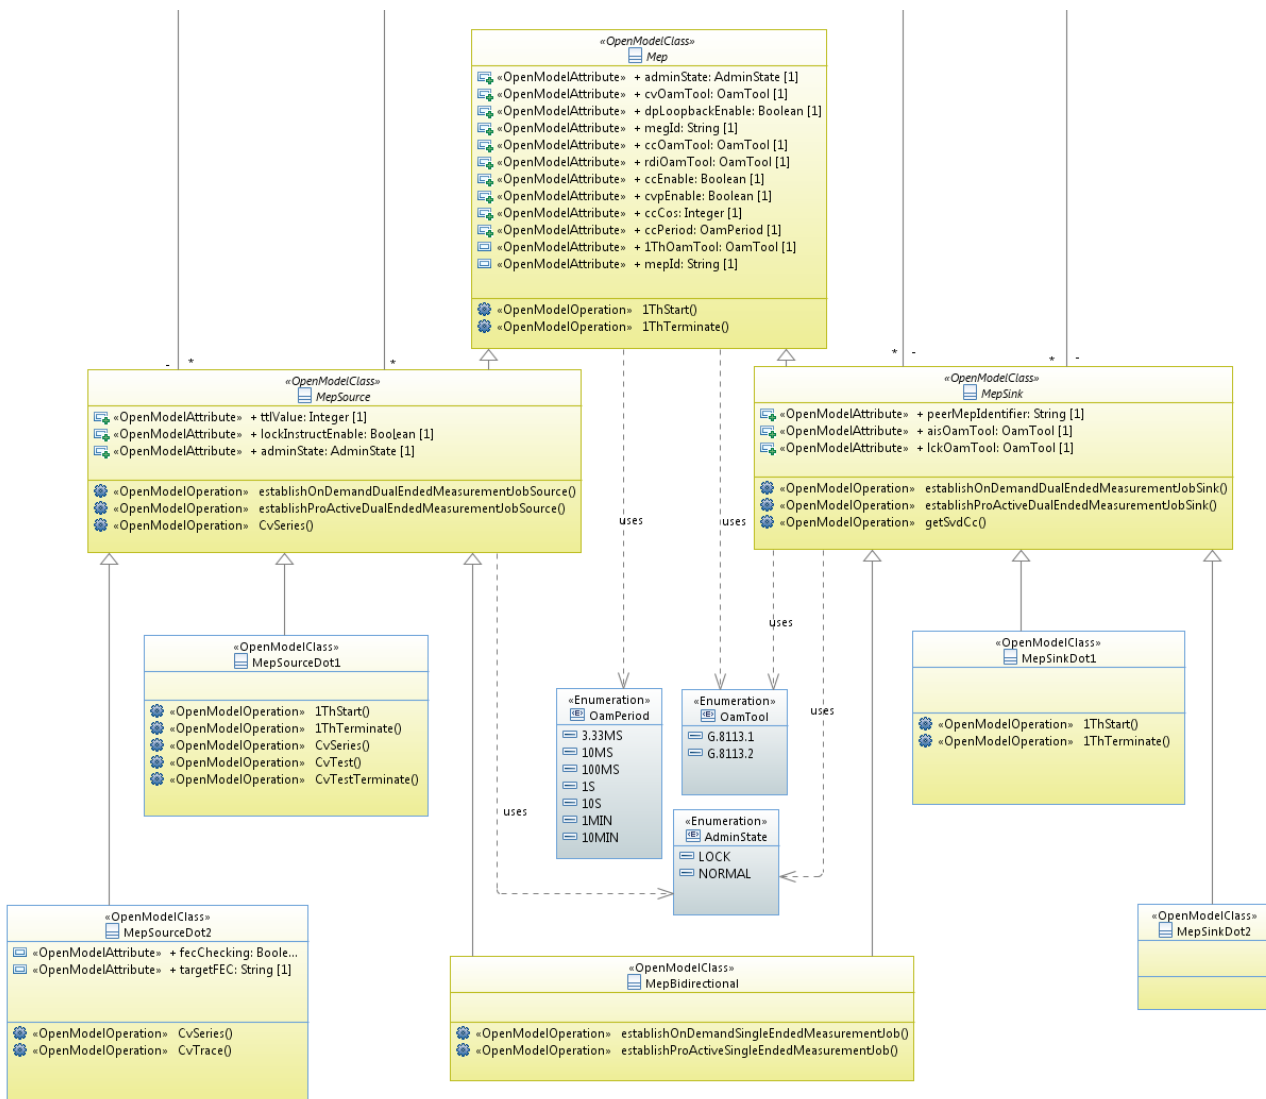 «OpenModelClass»
Mep
«OpenModelAttribute» + adminState: AdminState [1]
«OpenModelAttribute» + cvOamTool: OamTool [1]
«OpenModelAttribute» + dpLoopbackEnable: Boolean [1]
«OpenModelAttribute» + megId: String [1]
«OpenModelAttribute» + ccOamTool: OamTool [1]
«OpenModelAttribute» + rdiOamTool: OamTool [1]
«OpenModelAttribute» + ccEnable: Boolean [1]
«OpenModelAttribute» + cvpEnable: Boolean [1]
«OpenModelAttribute» + ccCos: Integer [1]
«OpenModelAttribute» + ccPeriod: OamPeriod [1]
«OpenModelAttribute» + 1ThOamTool: OamTool [1]
«OpenModelAttribute» + mepId: String [1]
«OpenModelOperation» 1ThStart()
«OpenModelOperation» 1ThTerminate()
- *
*
* -
* -
«OpenModelClass»
MepSource
«OpenModelAttribute» + ttlValue: Integer [1]
«OpenModelAttribute» + lockInstructEnable: Boolean [1]
«OpenModelAttribute» + adminState: AdminState [1]
«OpenModelOperation» establishOnDemandDualEndedMeasurementJobSource()
«OpenModelOperation» establishProActiveDualEndedMeasurementJobSource()
«OpenModelOperation» CvSeries()
«OpenModelClass»
MepSink
«OpenModelAttribute» + peerMepIdentifier: String [1]
«OpenModelAttribute» + aisOamTool: OamTool [1]
«OpenModelAttribute» + lckOamTool: OamTool [1]
«OpenModelOperation» establishOnDemandDualEndedMeasurementJobSink()
«OpenModelOperation» establishProActiveDualEndedMeasurementJobSink()
«OpenModelOperation» getSvdCc()
uses
uses
uses
uses
uses
«OpenModelClass»
MepSourceDot1
«OpenModelOperation» 1ThStart()
«OpenModelOperation» 1ThTerminate()
«OpenModelOperation» CvSeries()
«OpenModelOperation» CvTest()
«OpenModelOperation» CvTestTerminate()
«Enumeration»
OamPeriod
3.33MS
10MS
100MS
1S
10S
1MIN
10MIN
«Enumeration»
OamTool
G.8113.1
G.8113.2
«Enumeration»
AdminState
LOCK
NORMAL
«OpenModelClass»
MepSinkDot1
«OpenModelOperation» 1ThStart()
«OpenModelOperation» 1ThTerminate()
«OpenModelClass»
MepSourceDot2
«OpenModelAttribute» + fecChecking: Boole...
«OpenModelAttribute» + targetFEC: String [1]
«OpenModelOperation» CvSeries()
«OpenModelOperation» CvTrace()
«OpenModelClass»
MepBidirectional
«OpenModelOperation» establishOnDemandSingleEndedMeasurementJob()
«OpenModelOperation» establishProActiveSingleEndedMeasurementJob()
«OpenModelClass»
MepSinkDot2